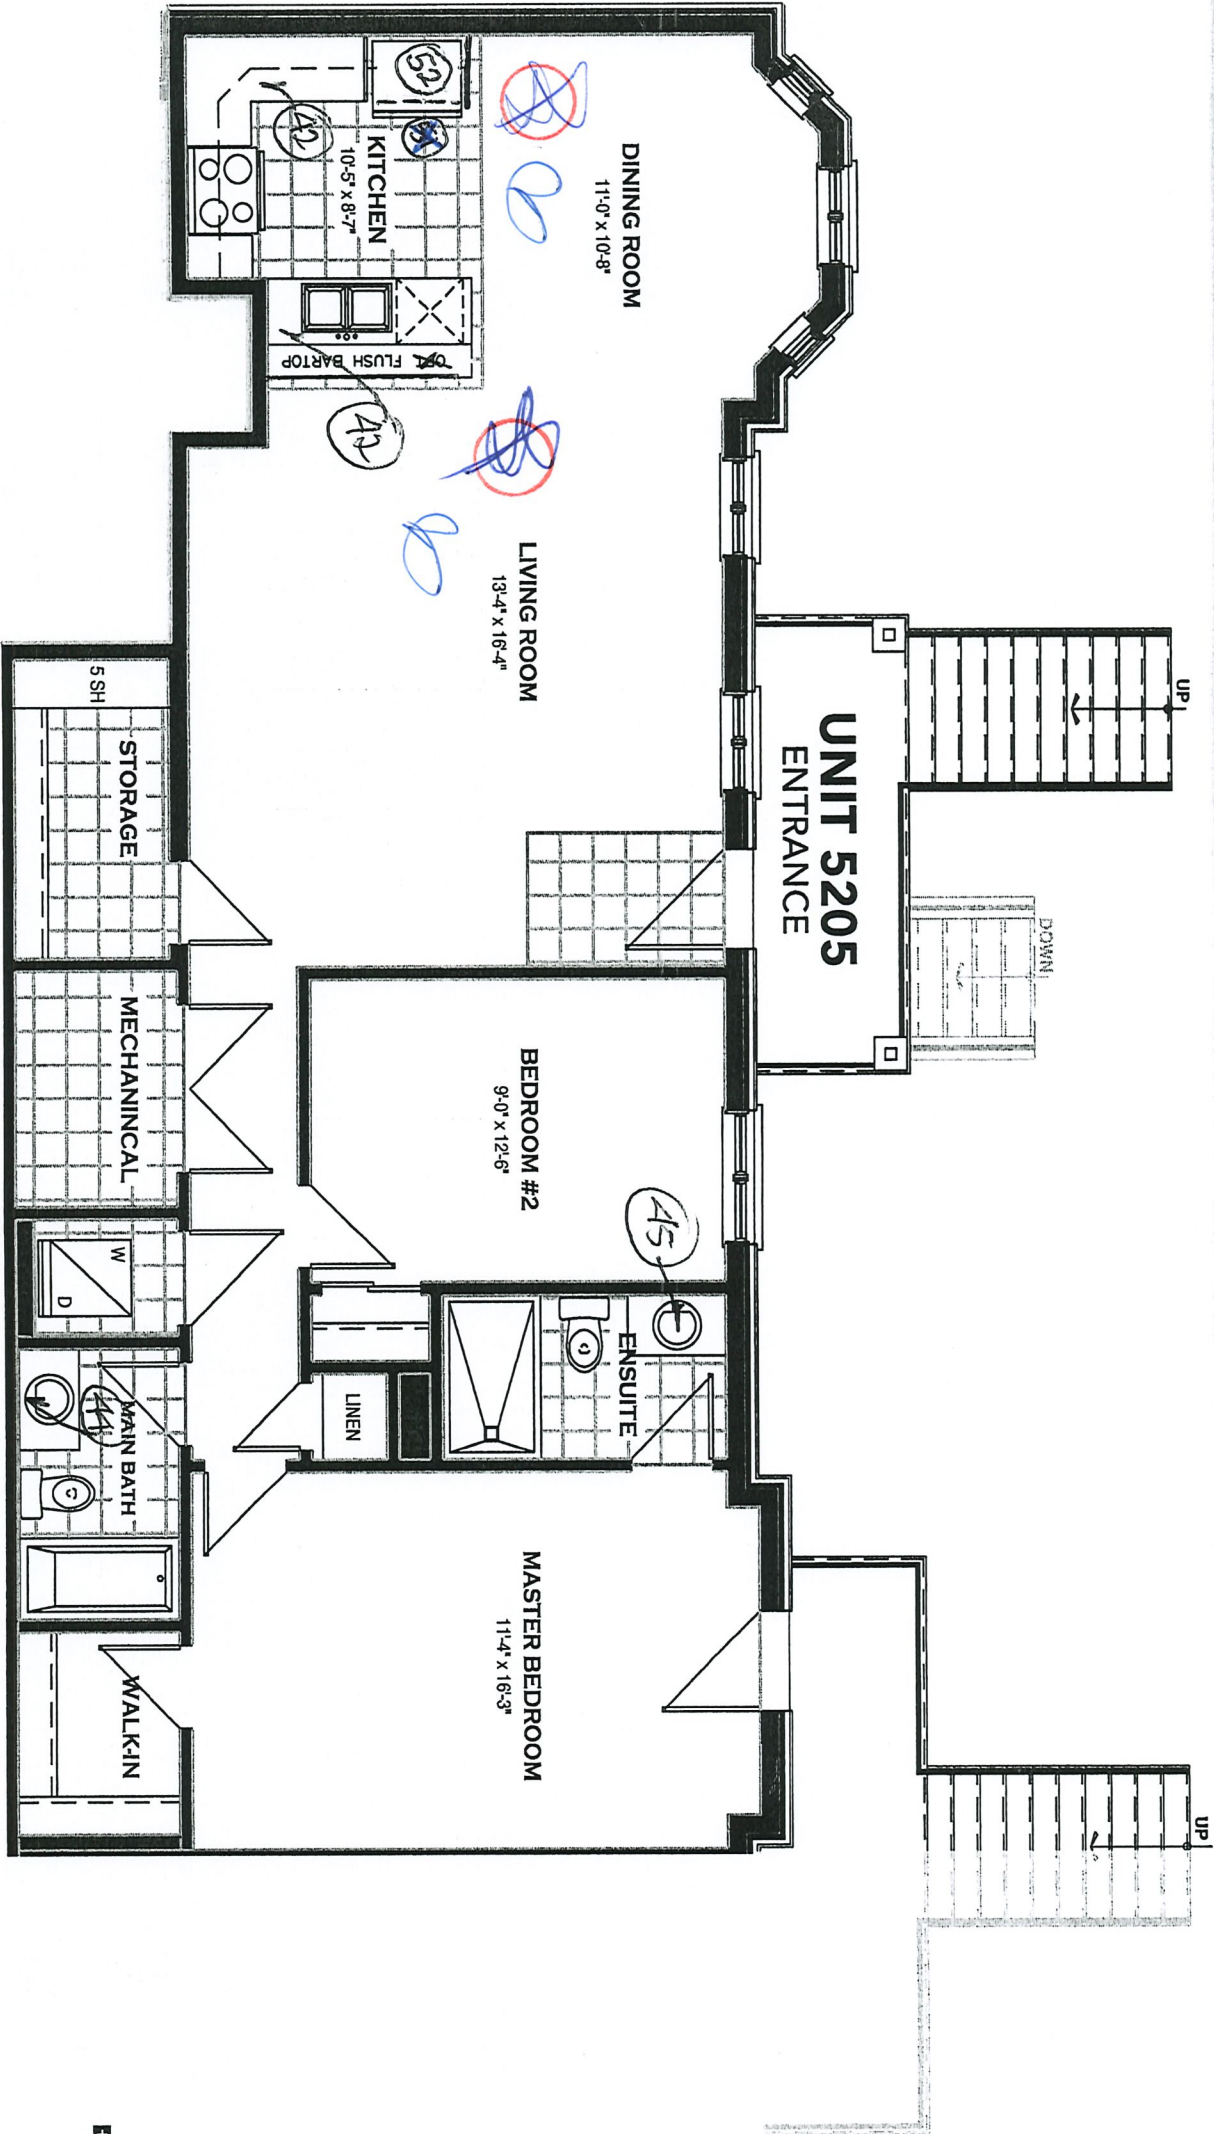 UP
UP
DOWN
UNIT 5205
ENTRANCE
DINING ROOM
11'-0" x 10'-8"
LIVING ROOM
13'-4" x 16'-4"
BEDROOM #2
9'-0" x 12'-6"
45
ENSUITE
MASTER BEDROOM
11'-4" x 16'-3"
52
42
KITCHEN
10'-5" x 8'-7"
OPT FLUSH BARTOP
42
LINEN
5 SH
STORAGE
MECHANINCAL
W
D
MAIN BATH
WALK-IN